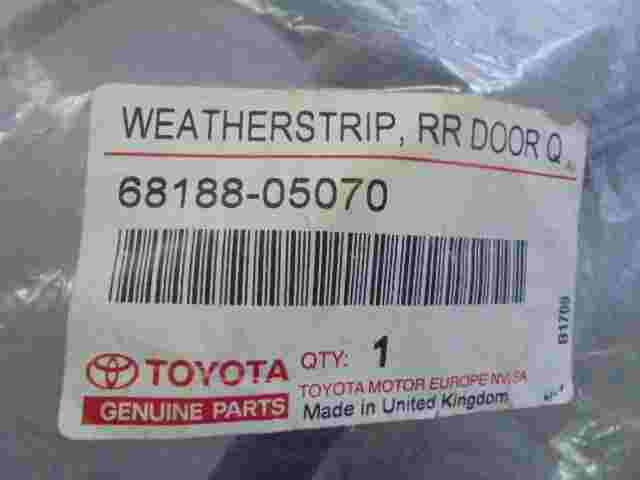 WEATHERSTRIP, RR DOOR Q
68188-05070
TOYOTA
GENUINE PARTS
QTY: 1
TOYOTA MOTOR EUROPE NV/SA
Made in United Kingdom
B1709